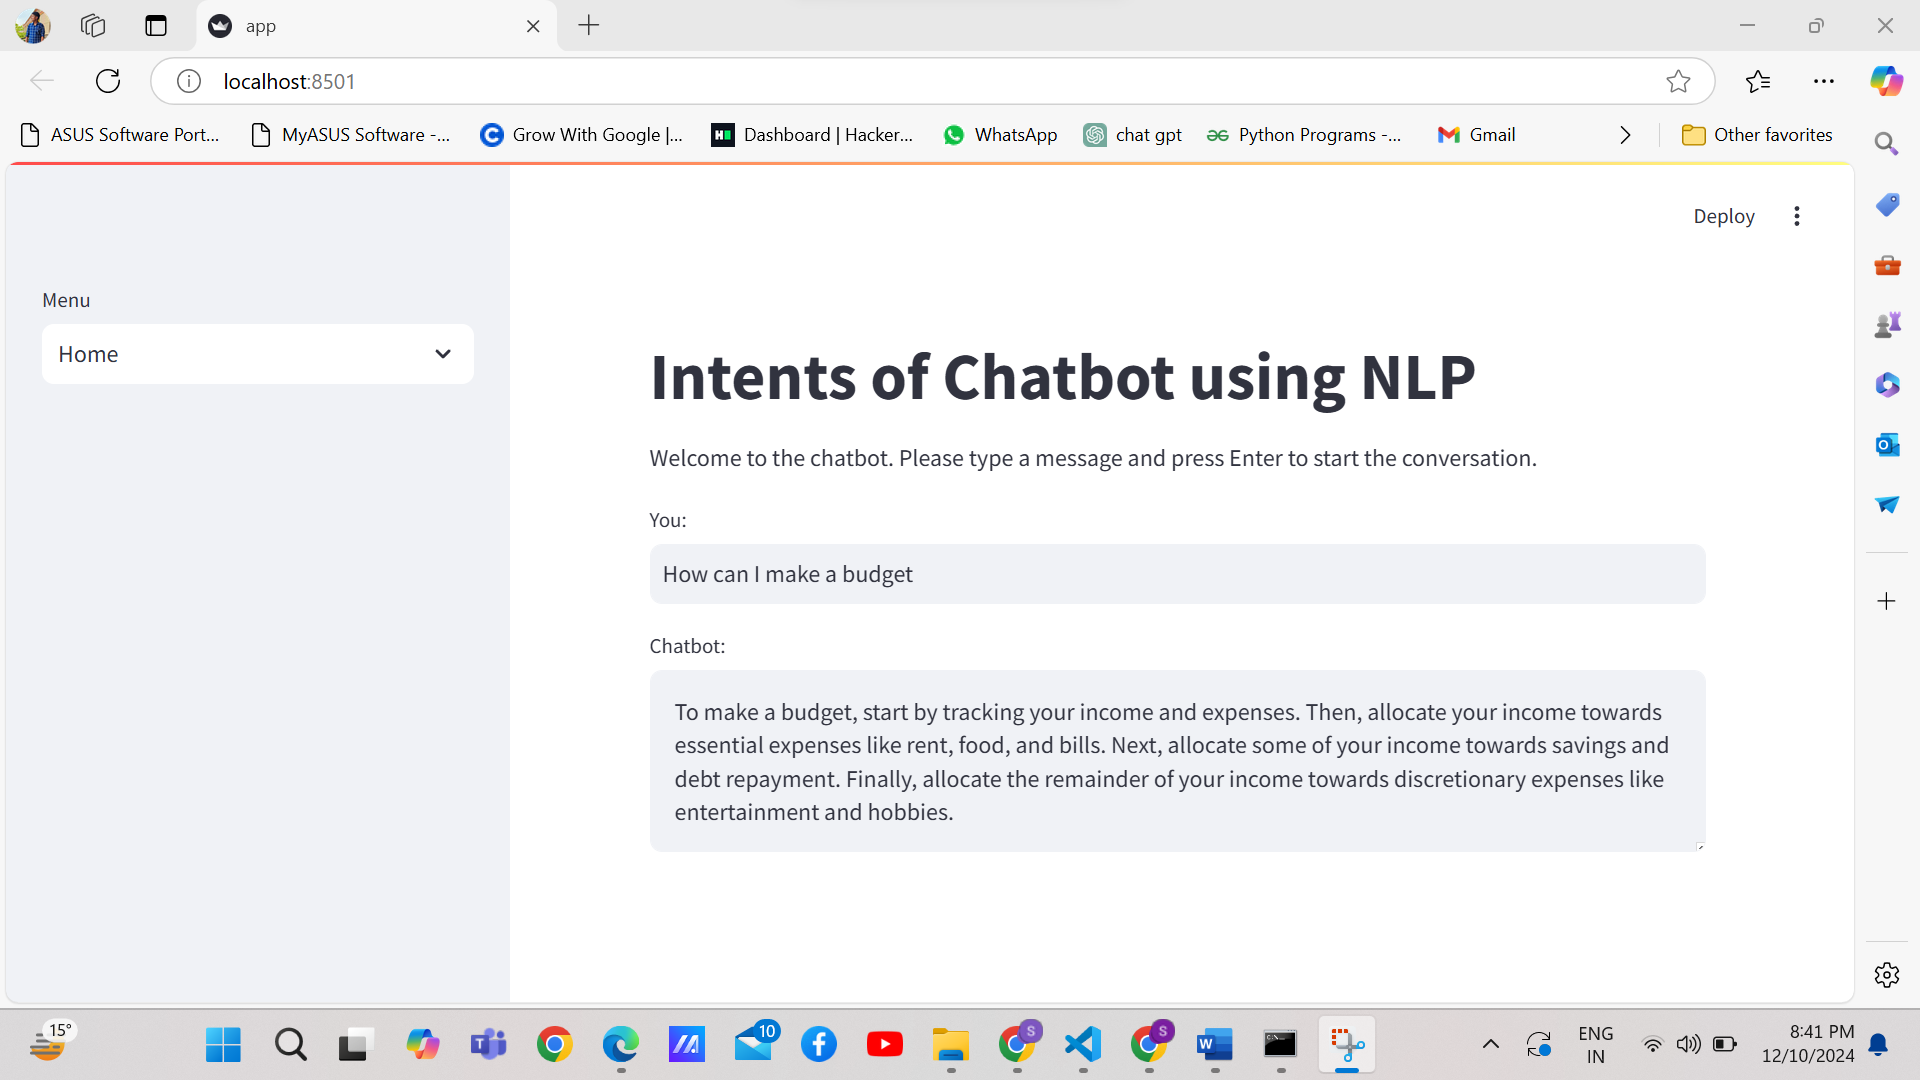 app
localhost:8501
ASUS Software Port...
MyASUS Software -...
Grow With Google |...
Dashboard | Hacker...
WhatsApp
chat gpt
Python Programs -...
Gmail
Other favorites
Deploy
Menu
Home
Intents of Chatbot using NLP
Welcome to the chatbot. Please type a message and press Enter to start the conversation.
You:
How can I make a budget
Chatbot:
To make a budget, start by tracking your income and expenses. Then, allocate your income towards
essential expenses like rent, food, and bills. Next, allocate some of your income towards savings and
debt repayment. Finally, allocate the remainder of your income towards discretionary expenses like
entertainment and hobbies.
15°
10
S
S
ENG
IN
8:41 PM
12/10/2024